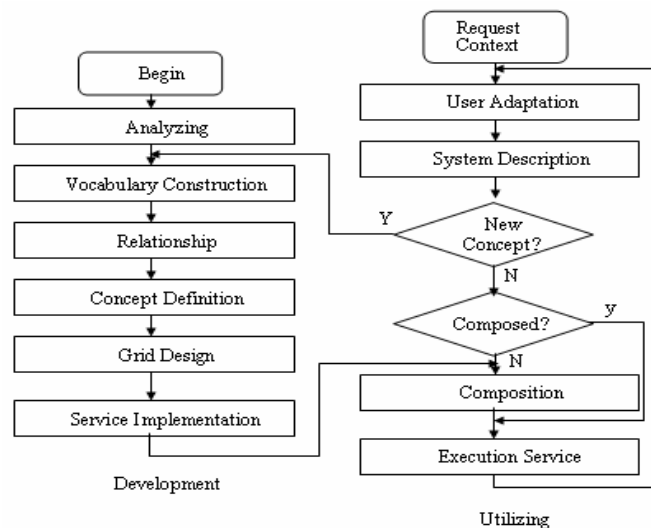 Begin
Analyzing
Vocabulary Construction
Relationship
Concept Definition
Grid Design
Service Implementation
Development
Request
Context
User Adaptation
System Description
New
Concept?
Y
N
Composed?
y
N
Composition
Execution Service
Utilizing